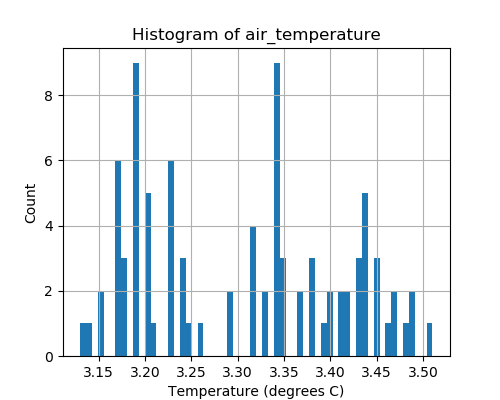 Histogram of air_temperature
8
6
4
2
0
Count
3.15 3.20 3.25 3.30 3.35 3.40 3.45 3.50
Temperature (degrees C)